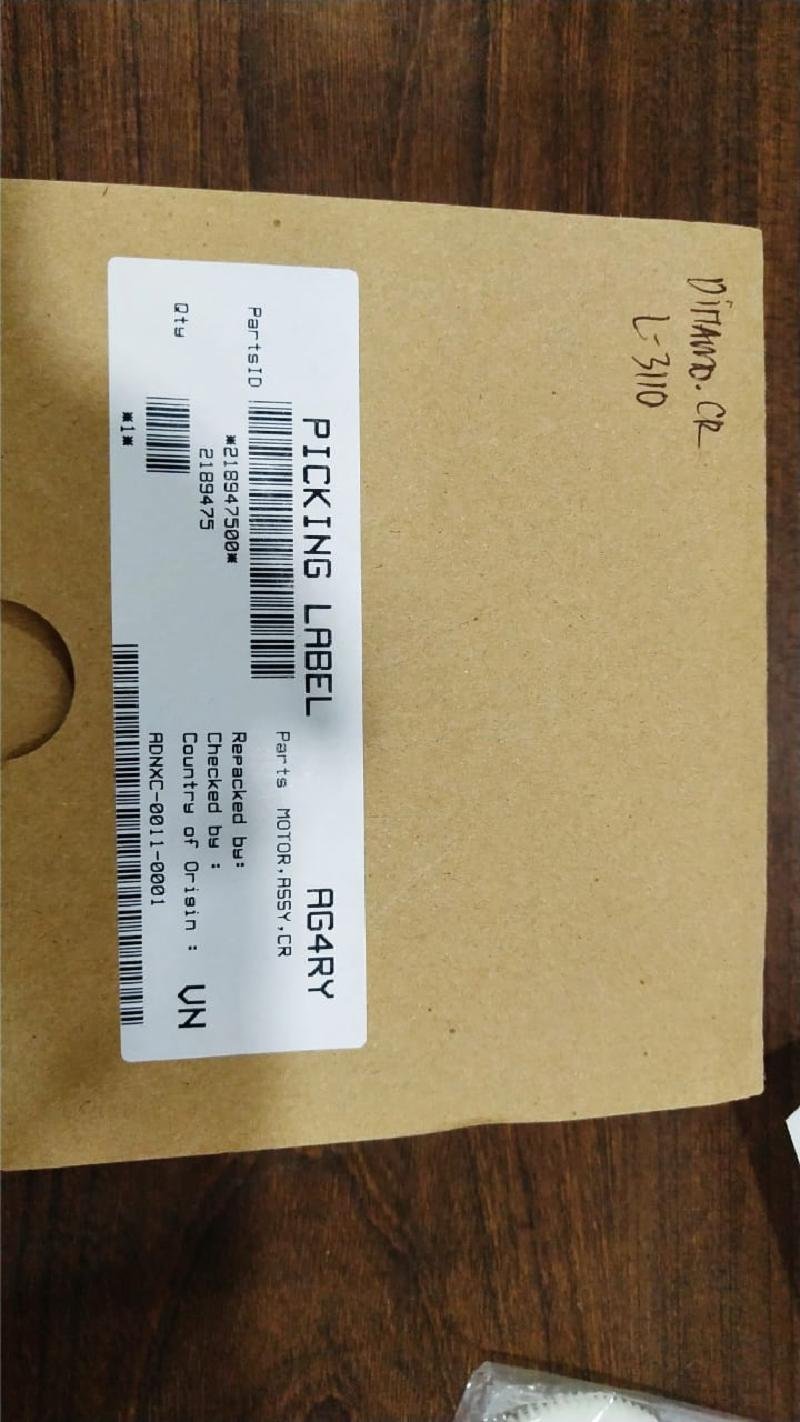 DiNAMO.CR
L-3110
PICKING LABEL AG4RY
PartsID Parts MOTOR,ASSY,CR
*218947500*
2189475
Repacked by:
Checked by :
Qty Country of Origin : VN
*1*
ADNXC-0011-0001